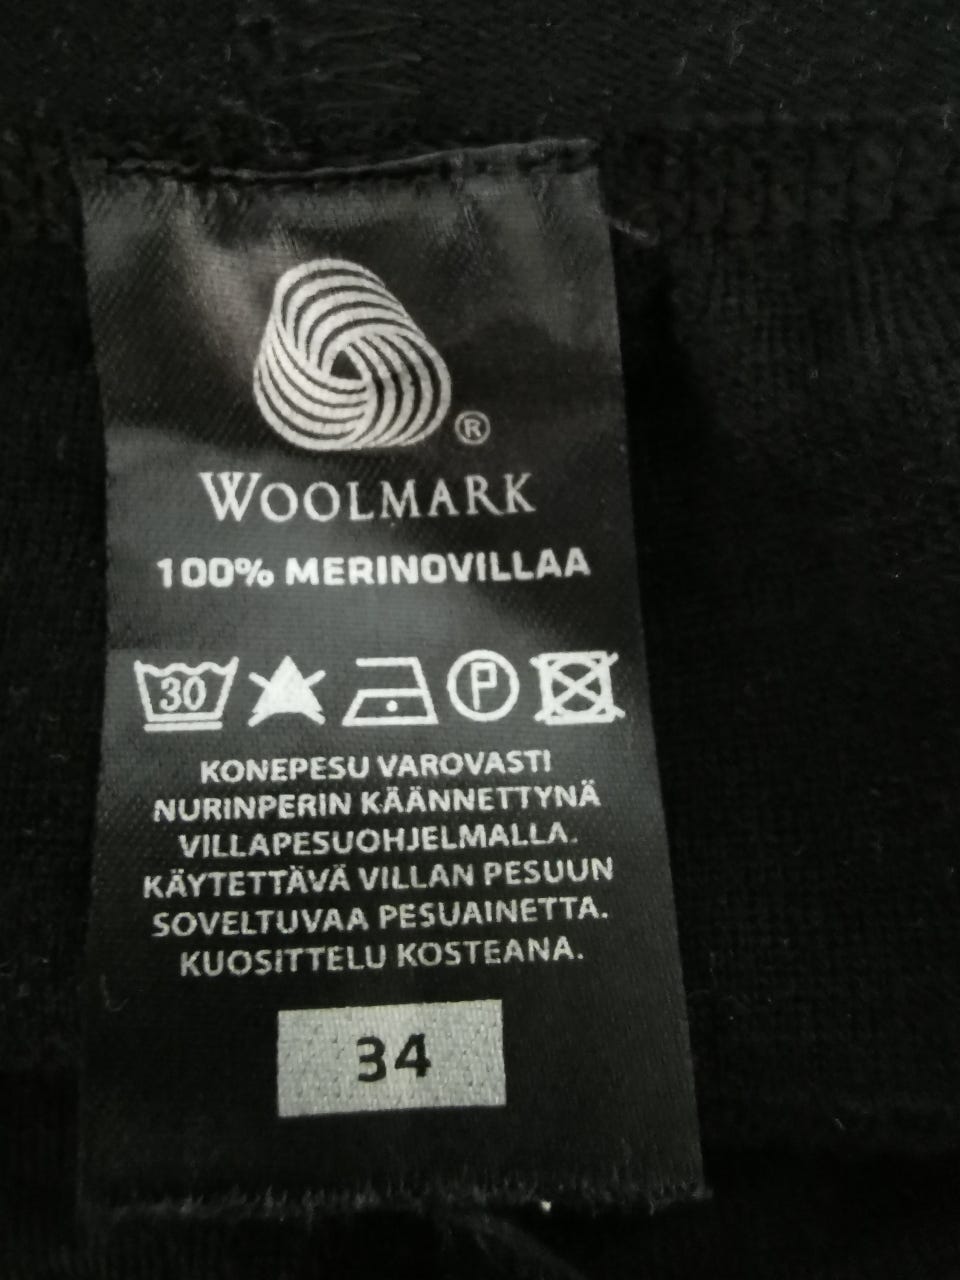 ®
WOOLMARK
100% MERINOVILLAA
30 P
KONEPESU VAROVASTI
NURINPERIN KÄÄNNETTYNÄ
VILLAPESUOHJELMALLA.
KÄYTETTÄVÄ VILLAN PESUUN
SOVELTUVAA PESUAINETTA.
KUOSITTELU KOSTEANA.
34